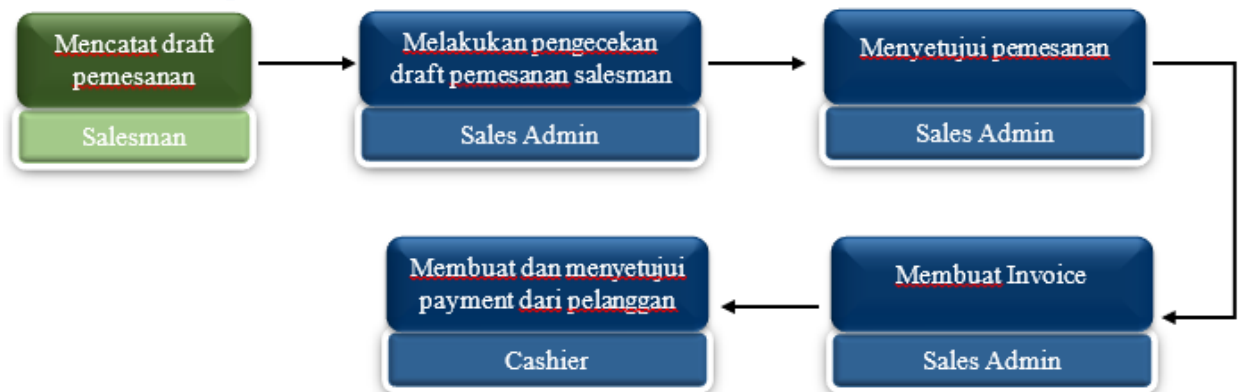 Mencatat draft
pemesanan
Salesman
Melakukan pengecekan
draft pemesanan salesman
Sales Admin
Menyetujui pemesanan
Sales Admin
Membuat Invoice
Sales Admin
Membuat dan menyetujui
payment dari pelanggan
Cashier